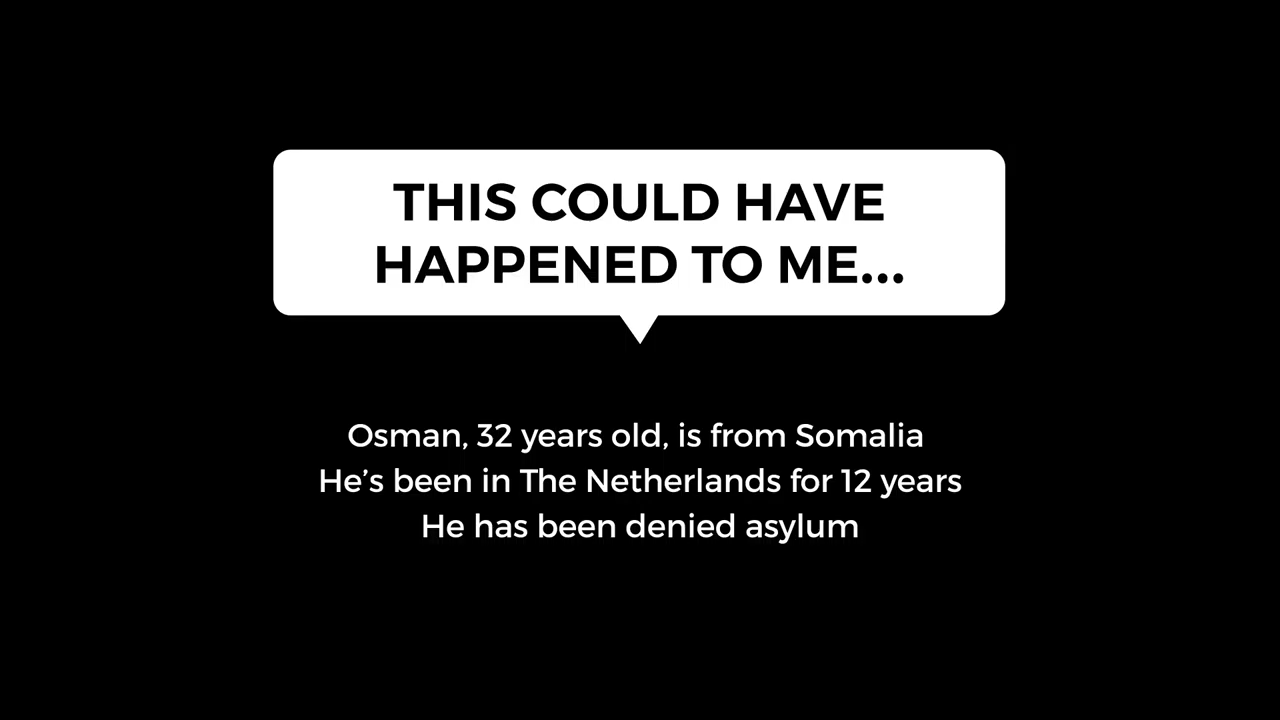 THIS COULD HAVE
HAPPENED TO ME...
Osman, 32 years old, is from Somalia
He’s been in The Netherlands for 12 years
He has been denied asylum